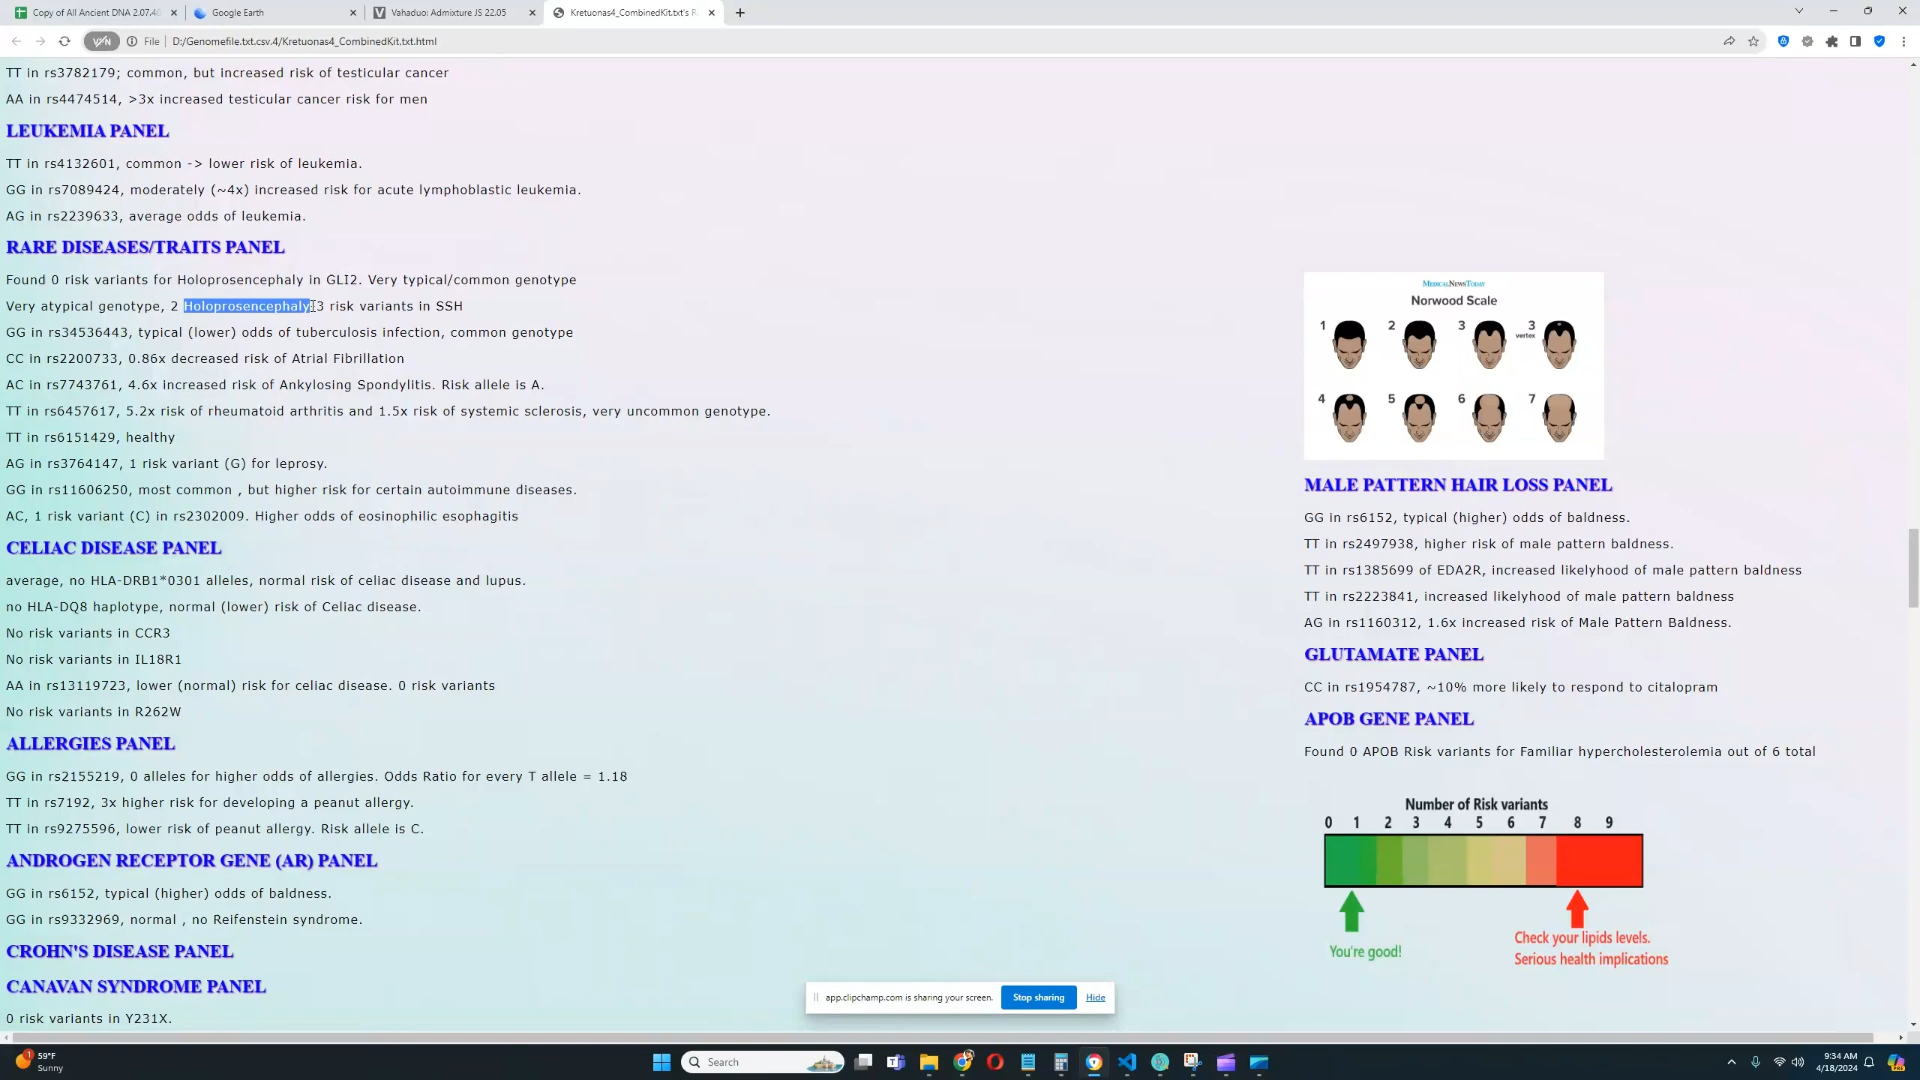 Copy of All Ancient DNA 2.07.46
Google Earth
Vahaduo: Admixture JS 22.05
Kretuonas4_CombinedKit.txt's R
VPN
File
D:/Genomefile.txt.csv.4/Kretuonas4_CombinedKit.txt.html
TT in rs3782179; common, but increased risk of testicular cancer
AA in rs4474514, >3x increased testicular cancer risk for men
LEUKEMIA PANEL
TT in rs4132601, common -> lower risk of leukemia.
GG in rs7089424, moderately (~4x) increased risk for acute lymphoblastic leukemia.
AG in rs2239633, average odds of leukemia.
RARE DISEASES/TRAITS PANEL
Found 0 risk variants for Holoprosencephaly in GLI2. Very typical/common genotype
Very atypical genotype, 2 Holoprosencephaly 3 risk variants in SSH
GG in rs34536443, typical (lower) odds of tuberculosis infection, common genotype
CC in rs2200733, 0.86x decreased risk of Atrial Fibrillation
AC in rs7743761, 4.6x increased risk of Ankylosing Spondylitis. Risk allele is A.
TT in rs6457617, 5.2x risk of rheumatoid arthritis and 1.5x risk of systemic sclerosis, very uncommon genotype.
TT in rs6151429, healthy
AG in rs3764147, 1 risk variant (G) for leprosy.
GG in rs11606250, most common , but higher risk for certain autoimmune diseases.
AC, 1 risk variant (C) in rs2302009. Higher odds of eosinophilic esophagitis
CELIAC DISEASE PANEL
average, no HLA-DRB1*0301 alleles, normal risk of celiac disease and lupus.
no HLA-DQ8 haplotype, normal (lower) risk of Celiac disease.
No risk variants in CCR3
No risk variants in IL18R1
AA in rs13119723, lower (normal) risk for celiac disease. 0 risk variants
No risk variants in R262W
ALLERGIES PANEL
GG in rs2155219, 0 alleles for higher odds of allergies. Odds Ratio for every T allele = 1.18
TT in rs7192, 3x higher risk for developing a peanut allergy.
TT in rs9275596, lower risk of peanut allergy. Risk allele is C.
ANDROGEN RECEPTOR GENE (AR) PANEL
GG in rs6152, typical (higher) odds of baldness.
GG in rs9332969, normal , no Reifenstein syndrome.
CROHN'S DISEASE PANEL
CANAVAN SYNDROME PANEL
0 risk variants in Y231X.
MEDICALNEWSTODAY
Norwood Scale
1 2 3 3
vertex
4 5 6 7
MALE PATTERN HAIR LOSS PANEL
GG in rs6152, typical (higher) odds of baldness.
TT in rs2497938, higher risk of male pattern baldness.
TT in rs1385699 of EDA2R, increased likelyhood of male pattern baldness
TT in rs2223841, increased likelyhood of male pattern baldness
AG in rs1160312, 1.6x increased risk of Male Pattern Baldness.
GLUTAMATE PANEL
CC in rs1954787, ~10% more likely to respond to citalopram
APOB GENE PANEL
Found 0 APOB Risk variants for Familiar hypercholesterolemia out of 6 total
Number of Risk variants
0 1 2 3 4 5 6 7 8 9
You're good!
Check your lipids levels.
Serious health implications
app.clipchamp.com is sharing your screen.
Stop sharing
Hide
1
59°F
Sunny
Search
9:34 AM
4/18/2024